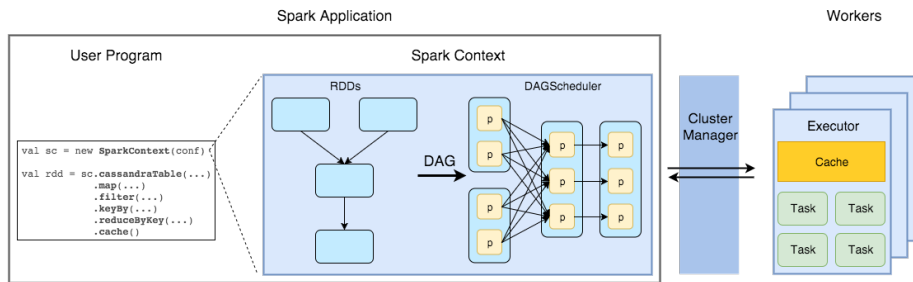 Spark Application
Workers
User Program
Spark Context
RDDs
DAGScheduler
val sc = new SparkContext(conf)
val rdd = sc.cassandraTable(...)
.map(...)
.filter(...)
.keyBy(...)
.reduceByKey(...)
.cache()
DAG
p
p
p
p
p
p
p
p
p
p
Cluster
Manager
Executor
Cache
Task
Task
Task
Task